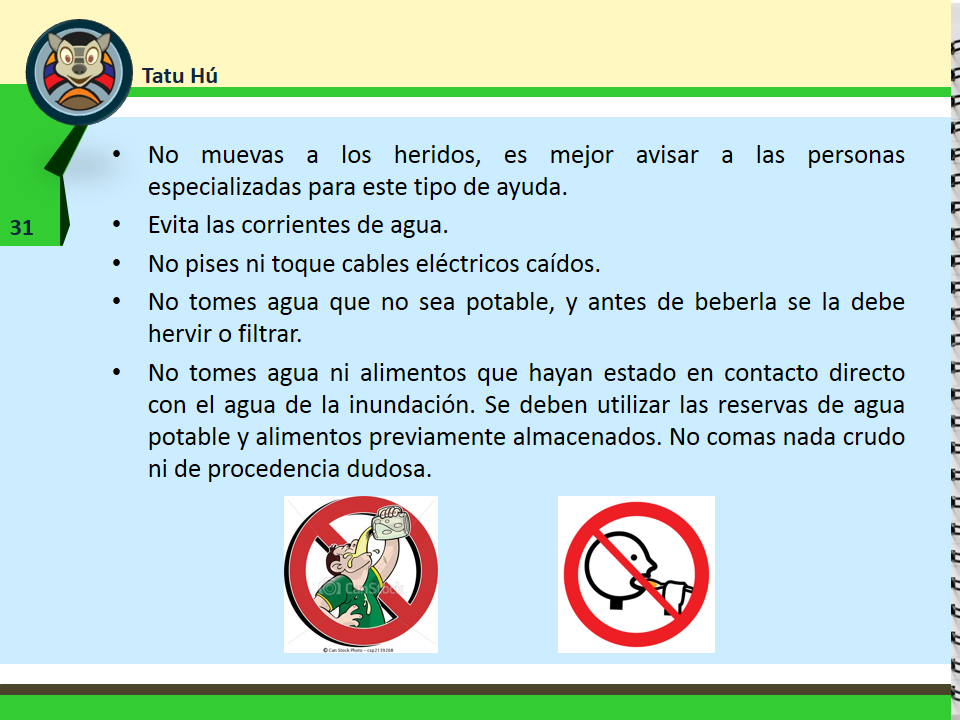 Tatu Hú
31
• No muevas a los heridos, es mejor avisar a las personas
especializadas para este tipo de ayuda.
• Evita las corrientes de agua.
• No pises ni toque cables eléctricos caídos.
• No tomes agua que no sea potable, y antes de beberla se la debe
hervir o filtrar.
• No tomes agua ni alimentos que hayan estado en contacto directo
con el agua de la inundación. Se deben utilizar las reservas de agua
potable y alimentos previamente almacenados. No comas nada crudo
ni de procedencia dudosa.
© Can Stock Photo - csp2139208